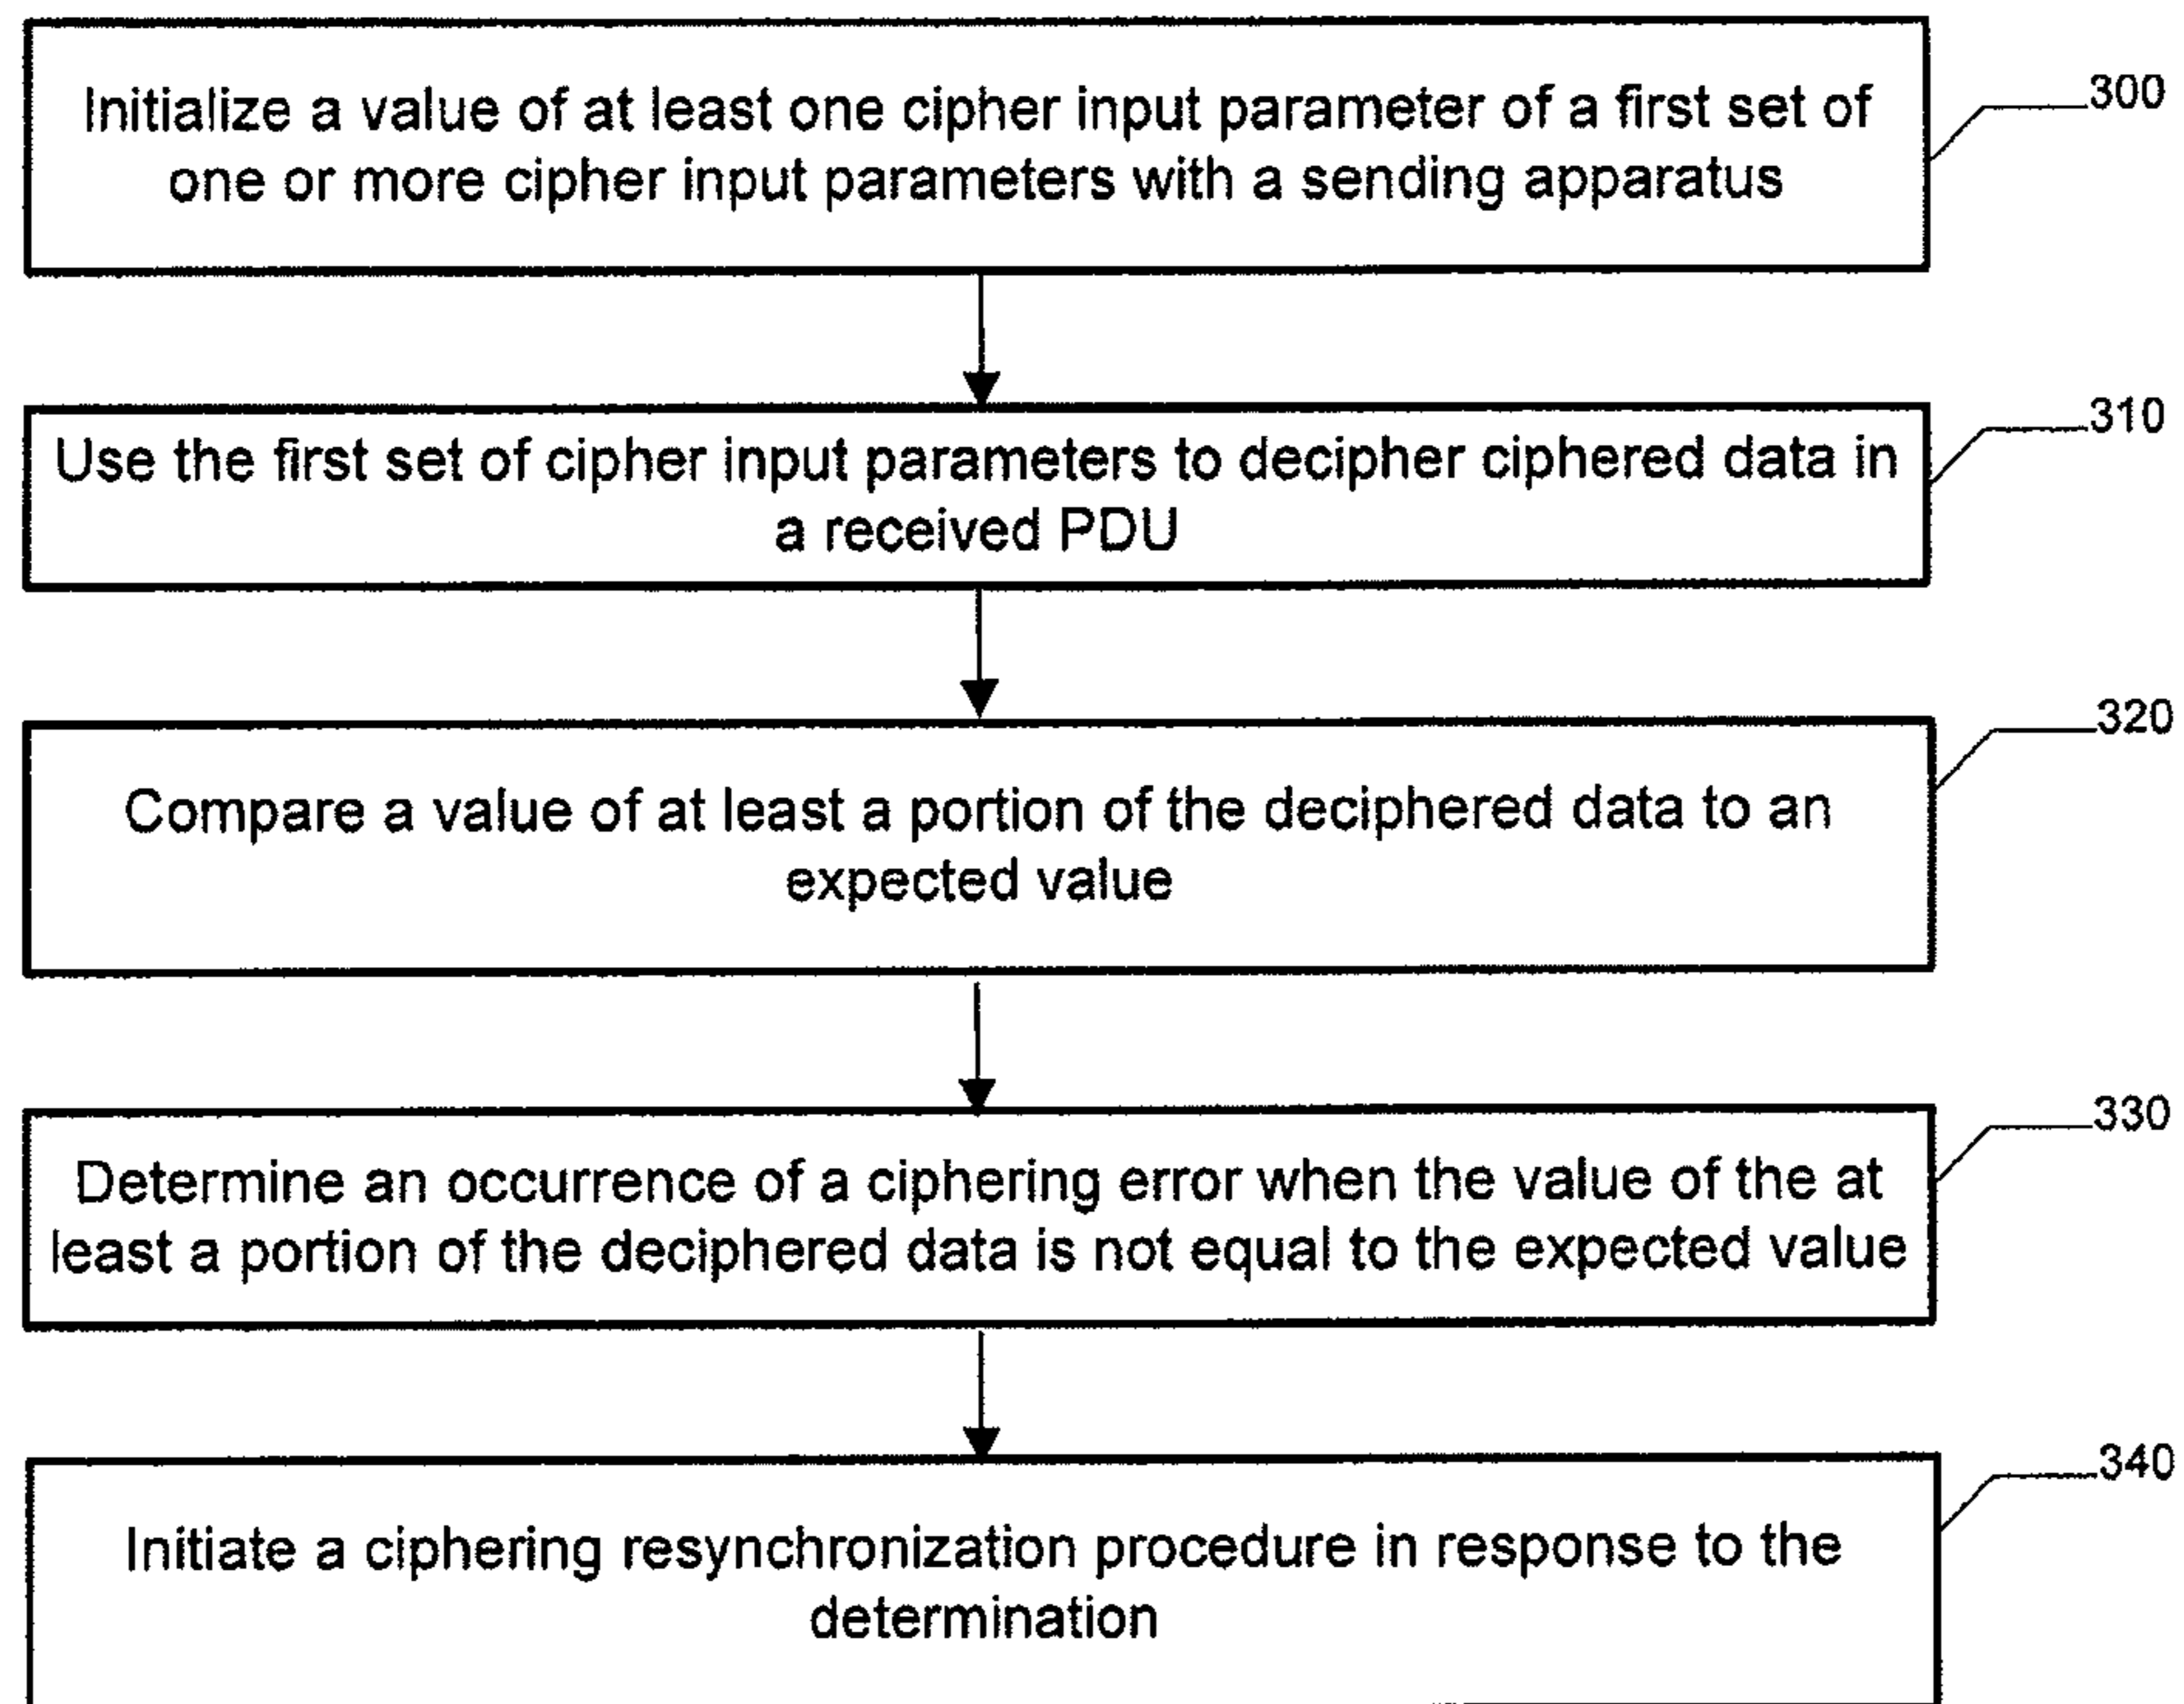 Initialize a value of at least one cipher input parameter of a first set of
one or more cipher input parameters with a sending apparatus
300
Use the first set of cipher input parameters to decipher ciphered data in
a received PDU
310
Compare a value of at least a portion of the deciphered data to an
expected value
320
Determine an occurrence of a ciphering error when the value of the at
least a portion of the deciphered data is not equal to the expected value
330
Initiate a ciphering resynchronization procedure in response to the
determination
340